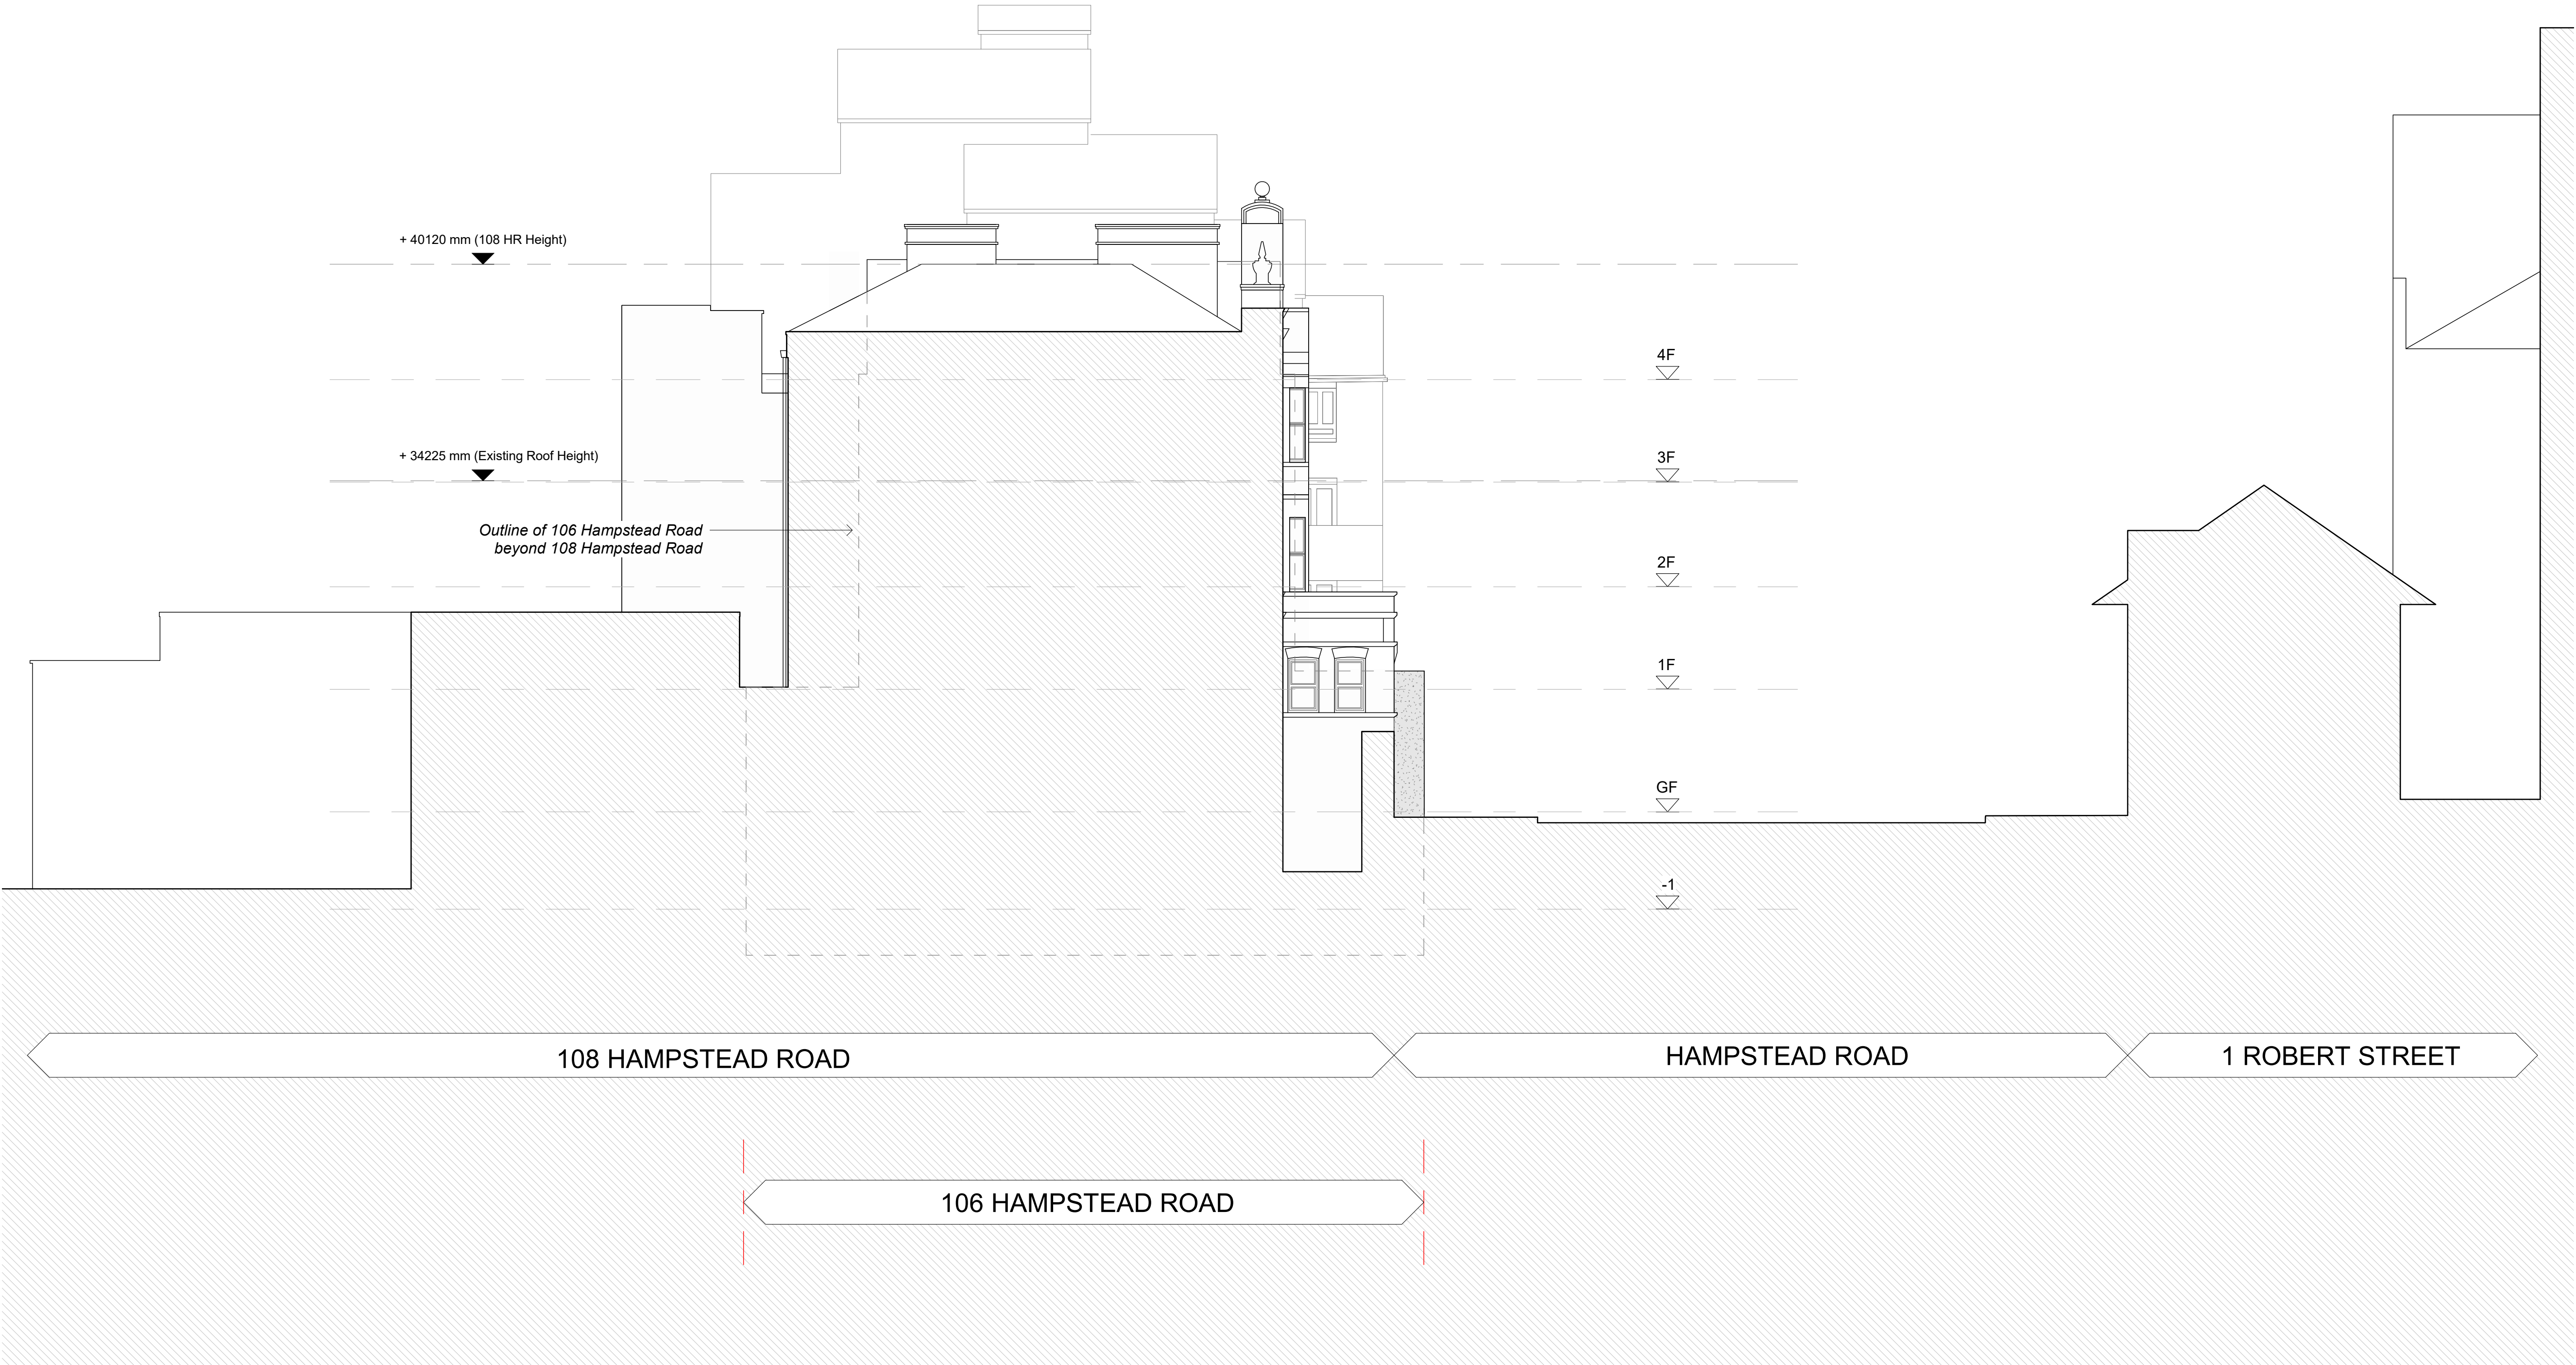 + 40120 mm (108 HR Height)
4F
+ 34225 mm (Existing Roof Height)
3F
Outline of 106 Hampstead Road
beyond 108 Hampstead Road
2F
1F
GF
-1
108 HAMPSTEAD ROAD
HAMPSTEAD ROAD
1 ROBERT STREET
106 HAMPSTEAD ROAD